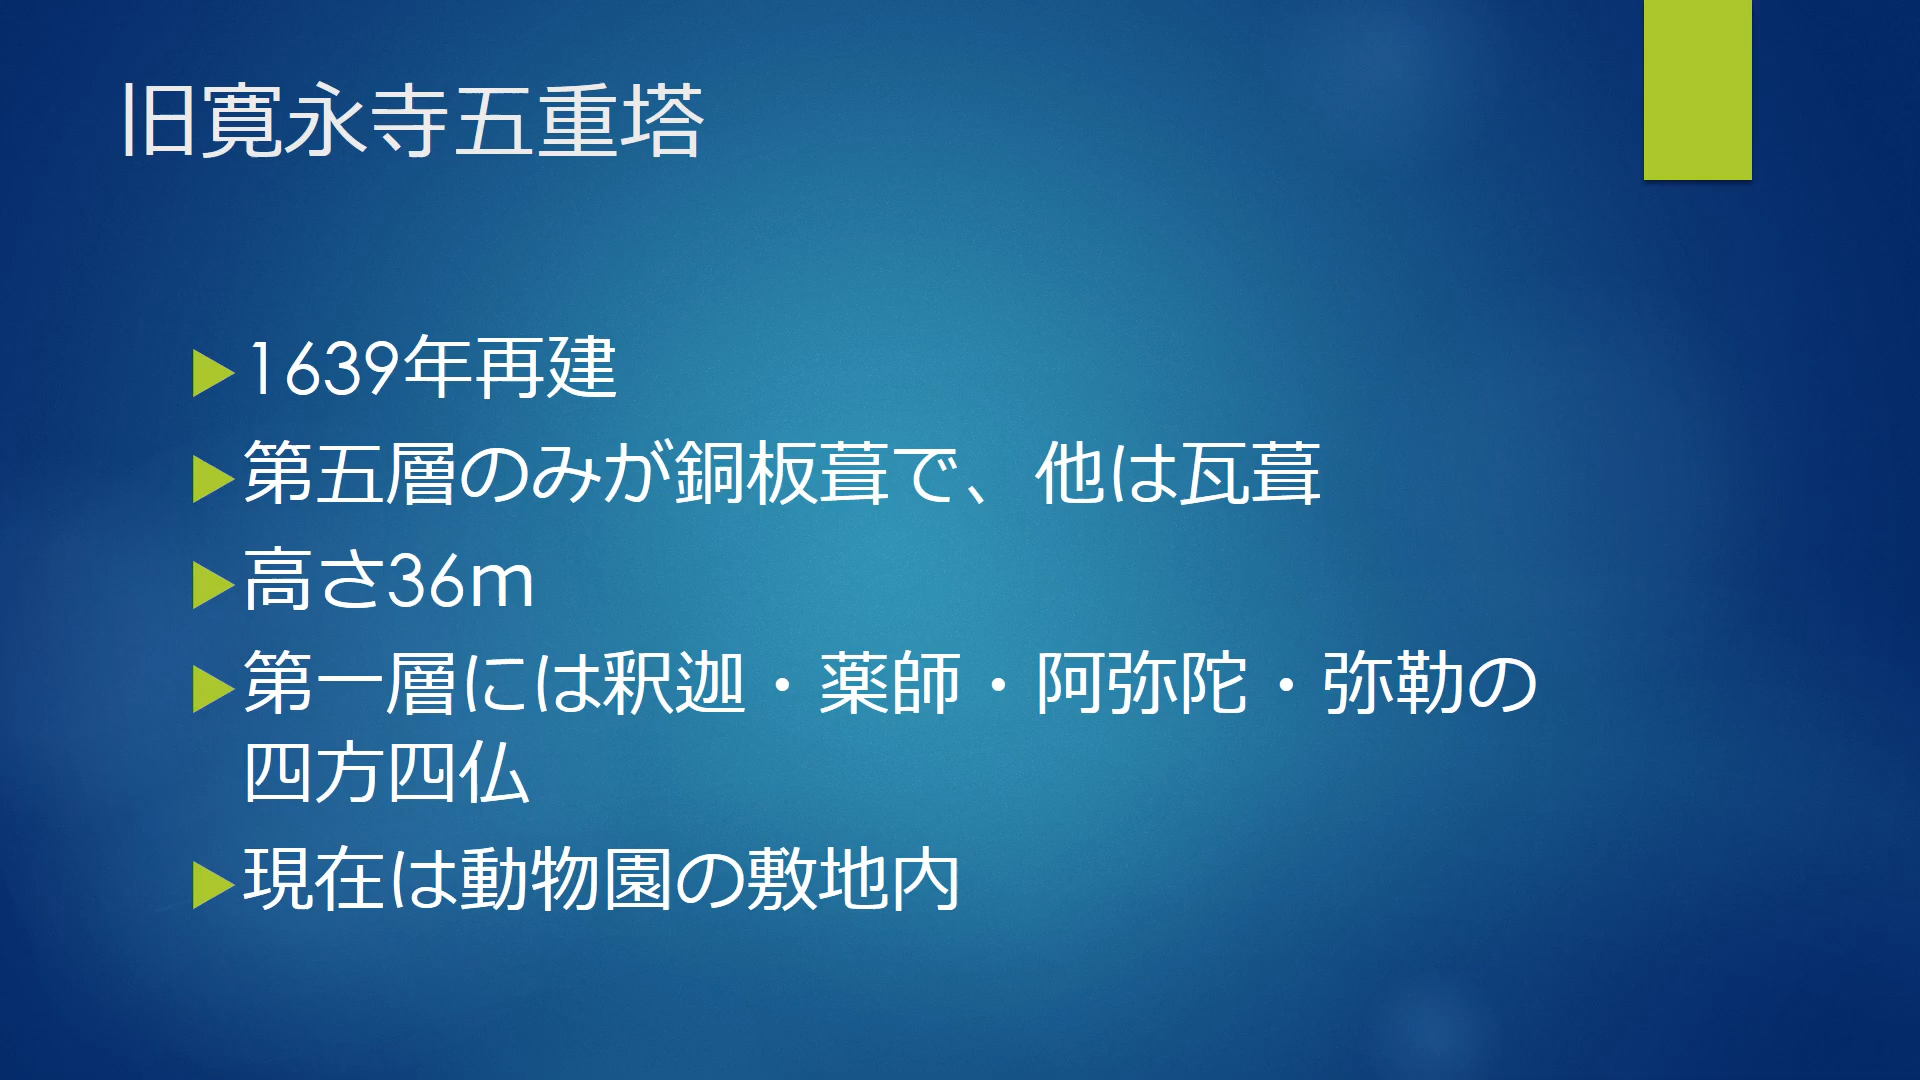 旧寛永寺五重塔
1639年再建
第五層のみが銅板葺で、他は瓦葺
高さ36m
第一層には釈迦・薬師・阿弥陀・弥勒の
四方四仏
現在は動物園の敷地内